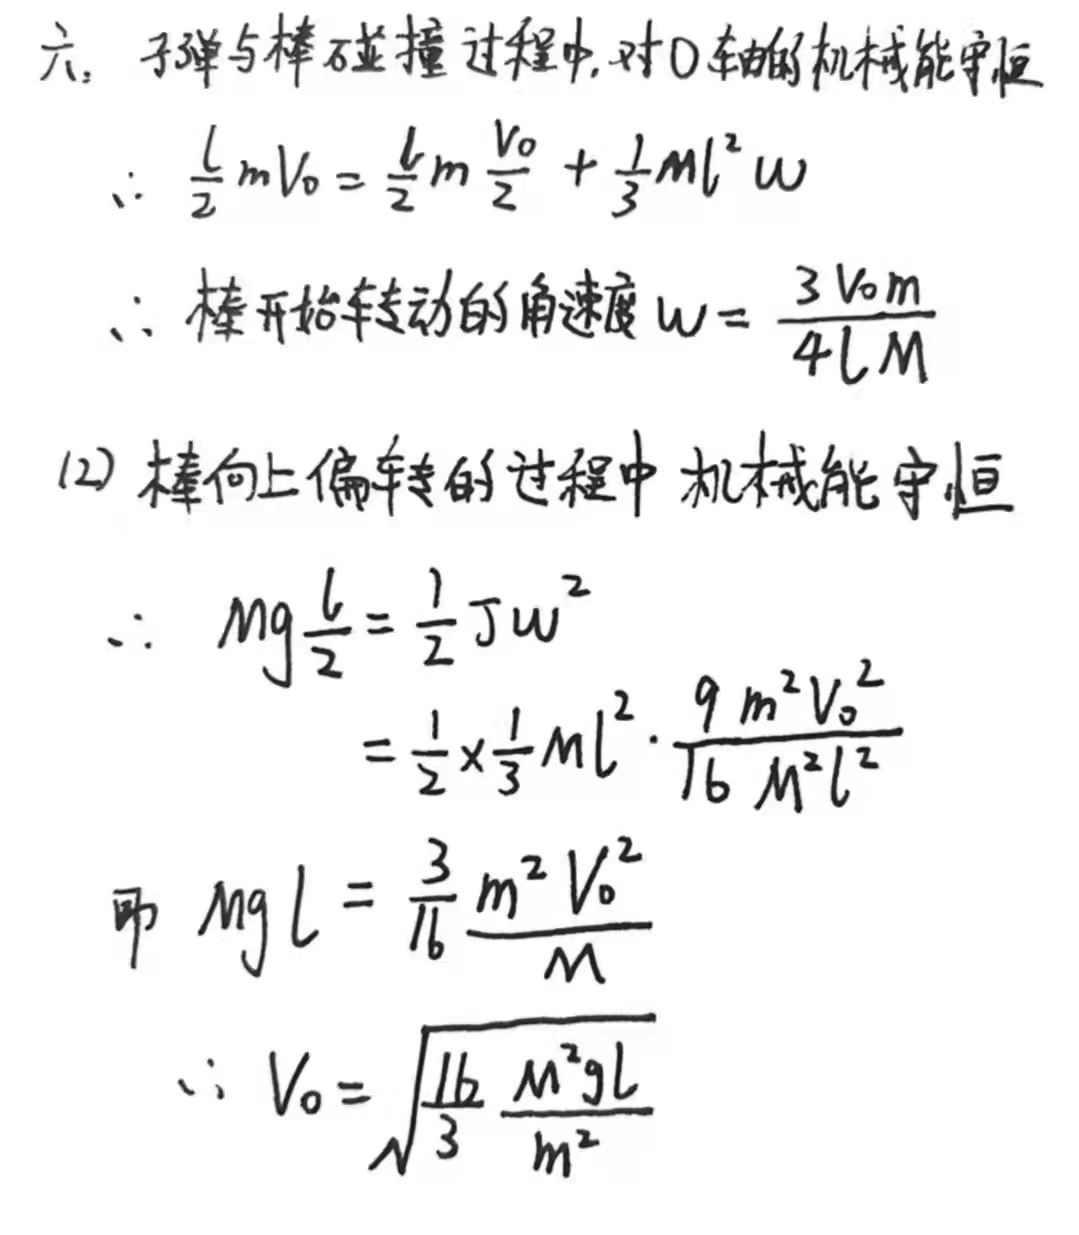 六. 子弹与棒碰撞过程中,对O轴的机械能守恒
∴ l/2 mV₀ = l/2 m V₀/2 + 1/3 Ml² ω
∴ 棒开始转动的角速度 ω = 3V₀m / 4lM
(2) 棒向上偏转的过程中 机械能守恒
∴ Mg l/2 = 1/2 Jω²
= 1/2 × 1/3 Ml² · 9m²V₀² / 16M²l²
即 Mgl = 3/16 m²V₀² / M
∴ V₀ = √(16/3 M²gl / m²)